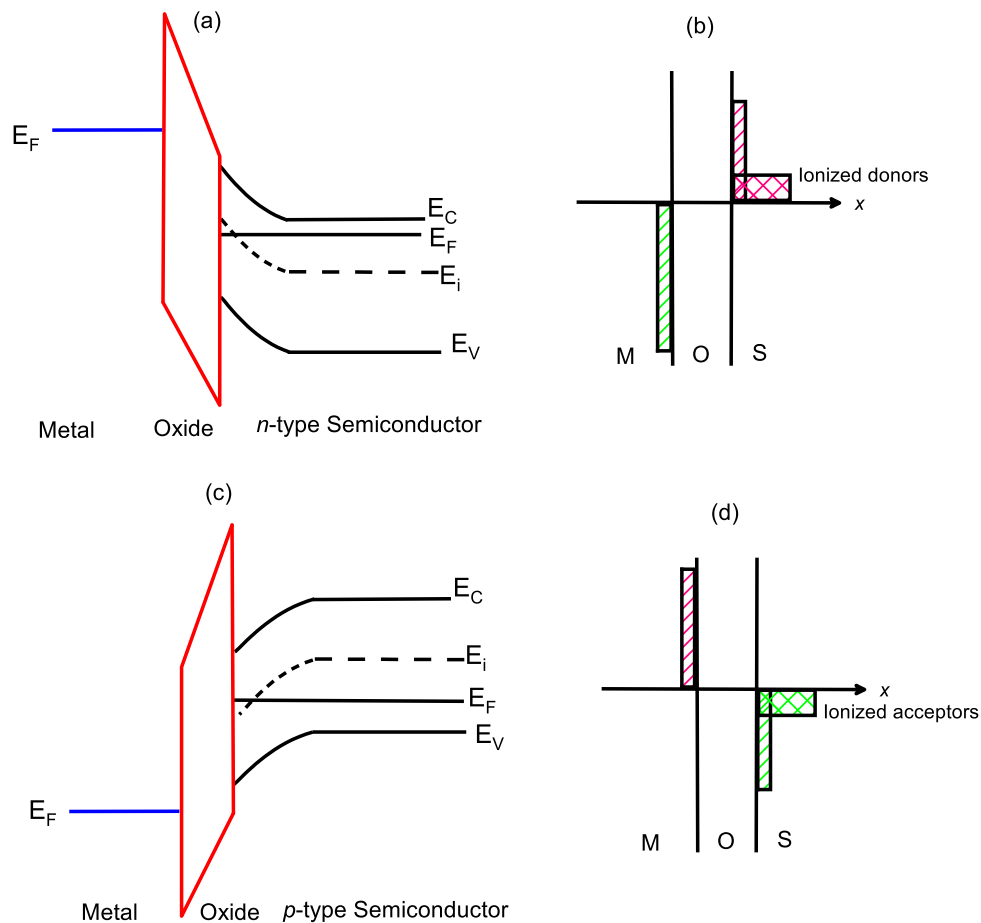 (a)
(b)
E_F
Ionized donors
x
E_C
E_F
E_i
E_V
M O S
Metal Oxide n-type Semiconductor
(c)
(d)
E_C
E_i
x
E_F
Ionized acceptors
E_V
E_F
M O S
Metal Oxide p-type Semiconductor